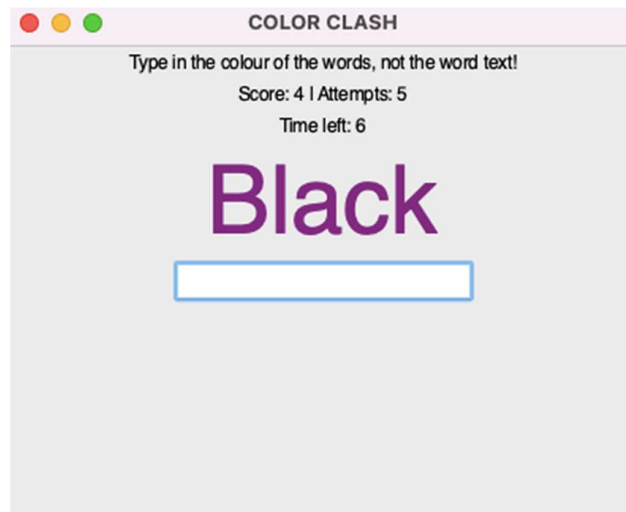 COLOR CLASH
Type in the colour of the words, not the word text!
Score: 4 | Attempts: 5
Time left: 6
Black